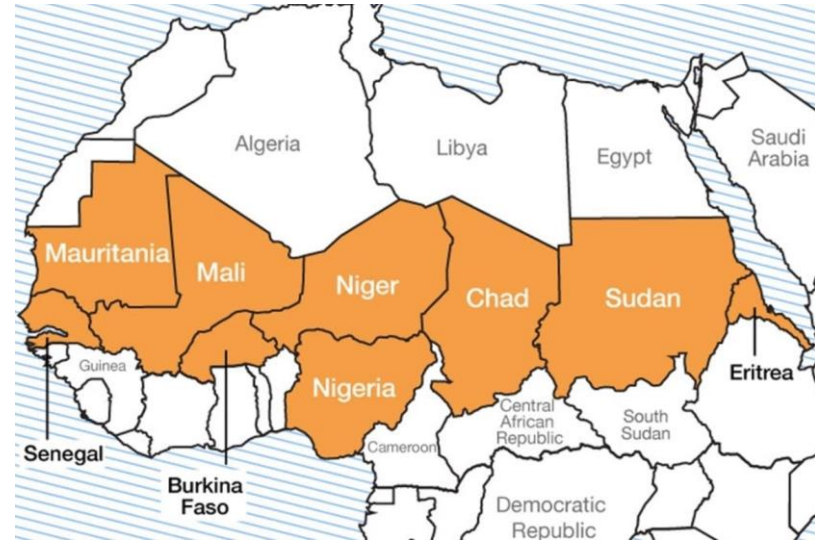 Algeria
Libya
Egypt
Saudi
Arabia
Mauritania
Mali
Niger
Chad
Sudan
Eritrea
Guinea
Nigeria
Senegal
Burkina
Faso
Cameroon
Central
African
Republic
South
Sudan
Democratic
Republic